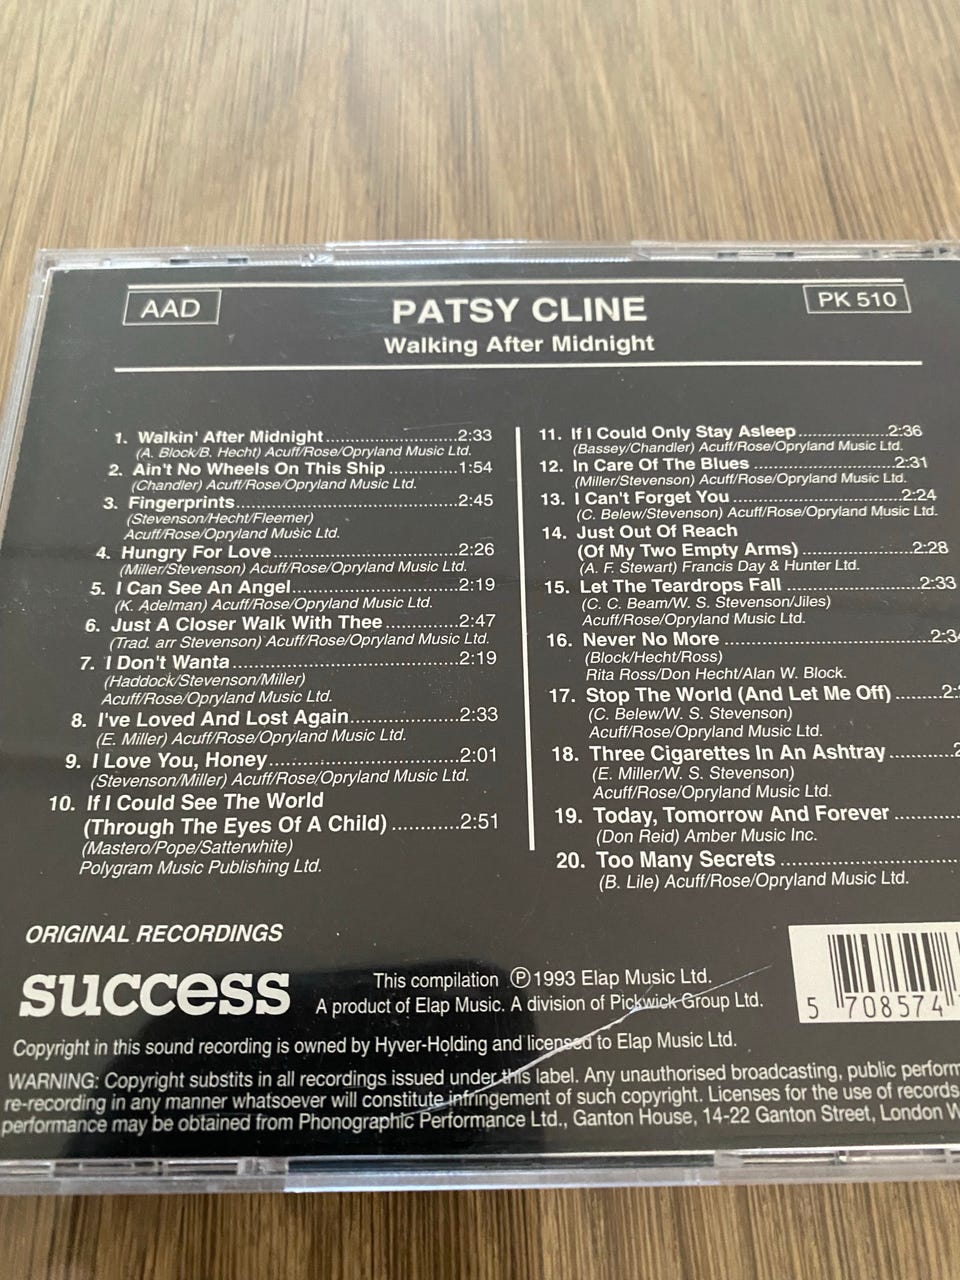 AAD
PATSY CLINE
PK 510
Walking After Midnight
1. Walkin' After Midnight..........................2:33
(A. Block/B. Hecht) Acuff/Rose/Opryland Music Ltd.
2. Ain't No Wheels On This Ship.............1:54
(Chandler) Acuff/Rose/Opryland Music Ltd.
3. Fingerprints..........................................2:45
(Stevenson/Hecht/Fleemer)
Acuff/Rose/Opryland Music Ltd.
4. Hungry For Love...................................2:26
(Miller/Stevenson) Acuff/Rose/Opryland Music Ltd.
5. I Can See An Angel...............................2:19
(K. Adelman) Acuff/Rose/Opryland Music Ltd.
6. Just A Closer Walk With Thee.............2:47
(Trad. arr Stevenson) Acuff/Rose/Opryland Music Ltd.
7. I Don't Wanta........................................2:19
(Haddock/Stevenson/Miller)
Acuff/Rose/Opryland Music Ltd.
8. I've Loved And Lost Again...................2:33
(E. Miller) Acuff/Rose/Opryland Music Ltd.
9. I Love You, Honey.................................2:01
(Stevenson/Miller) Acuff/Rose/Opryland Music Ltd.
10. If I Could See The World
(Through The Eyes Of A Child)............2:51
(Mastero/Pope/Satterwhite)
Polygram Music Publishing Ltd.
11. If I Could Only Stay Asleep.................2:36
(Bassey/Chandler) Acuff/Rose/Opryland Music Ltd.
12. In Care Of The Blues..........................2:31
(Miller/Stevenson) Acuff/Rose/Opryland Music Ltd.
13. I Can't Forget You..............................2:24
(C. Belew/Stevenson) Acuff/Rose/Opryland Music Ltd.
14. Just Out Of Reach
(Of My Two Empty Arms)....................2:28
(A. F. Stewart) Francis Day & Hunter Ltd.
15. Let The Teardrops Fall........................2:33
(C. C. Beam/W. S. Stevenson/Jiles)
Acuff/Rose/Opryland Music Ltd.
16. Never No More....................................2:34
(Block/Hecht/Ross)
Rita Ross/Don Hecht/Alan W. Block.
17. Stop The World (And Let Me Off)........2:
(C. Belew/W. S. Stevenson)
Acuff/Rose/Opryland Music Ltd.
18. Three Cigarettes In An Ashtray...........2
(E. Miller/W. S. Stevenson)
Acuff/Rose/Opryland Music Ltd.
19. Today, Tomorrow And Forever...........
(Don Reid) Amber Music Inc.
20. Too Many Secrets..............................
(B. Lile) Acuff/Rose/Opryland Music Ltd.
ORIGINAL RECORDINGS
success
This compilation Ⓟ1993 Elap Music Ltd.
A product of Elap Music. A division of Pickwick Group Ltd.
5 708574
Copyright in this sound recording is owned by Hyver-Holding and licensed to Elap Music Ltd.
WARNING: Copyright substits in all recordings issued under this label. Any unauthorised broadcasting, public perform
re-recording in any manner whatsoever will constitute infringement of such copyright. Licenses for the use of records
performance may be obtained from Phonographic Performance Ltd., Ganton House, 14-22 Ganton Street, London W